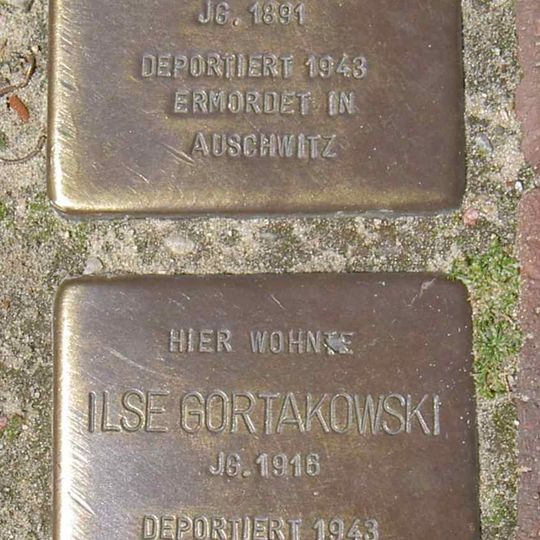 JG. 1891
DEPORTIERT 1943
ERMORDET IN
AUSCHWITZ
HIER WOHNTE
ILSE GORTAKOWSKI
JG. 1916
DEPORTIERT 1943